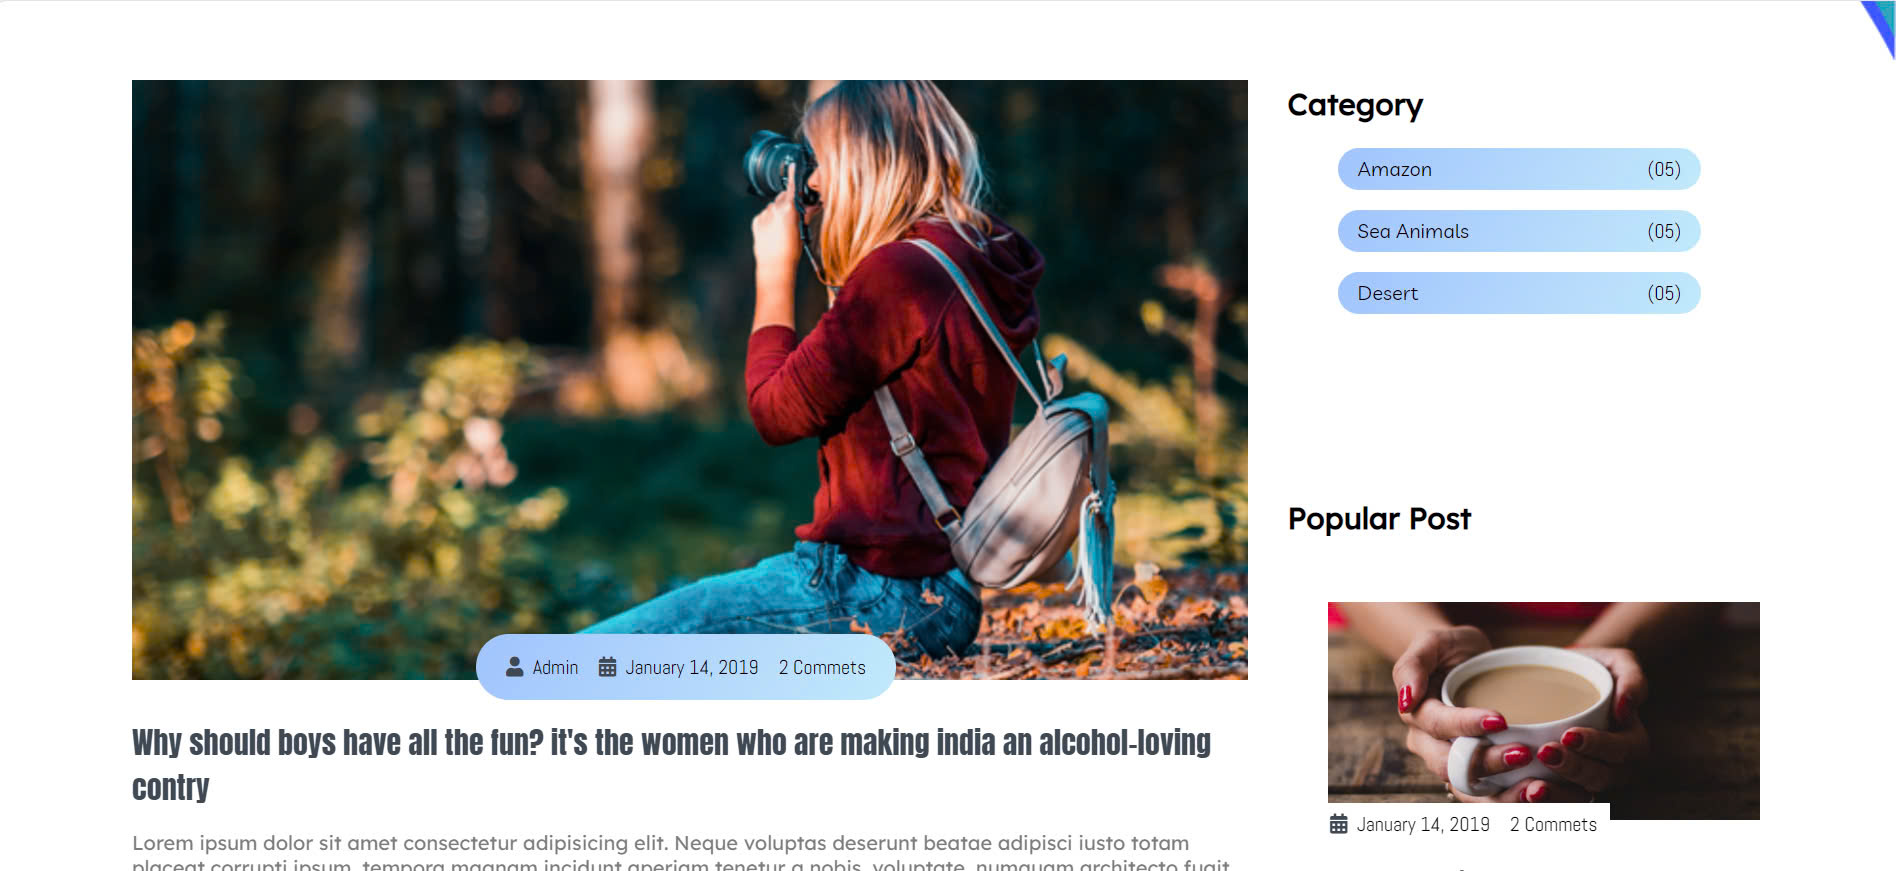 Category
Amazon (05)
Sea Animals (05)
Desert (05)
Admin January 14, 2019 2 Commets
Why should boys have all the fun? it's the women who are making india an alcohol-loving
contry
Lorem ipsum dolor sit amet consectetur adipisicing elit. Neque voluptas deserunt beatae adipisci iusto totam
placeat corrupti ipsum, tempora magnam incidunt aperiam tenetur a nobis, voluptate, numquam architecto fugit.
Popular Post
January 14, 2019 2 Commets